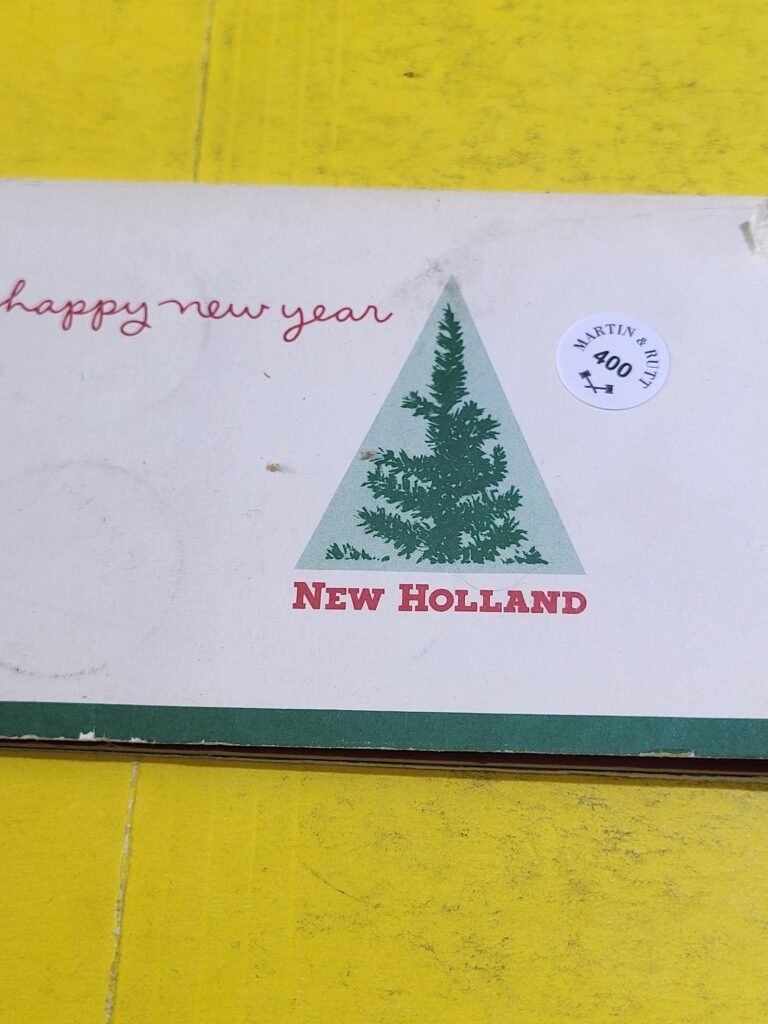 happy new year
MARTIN & RUTT
400
NEW HOLLAND